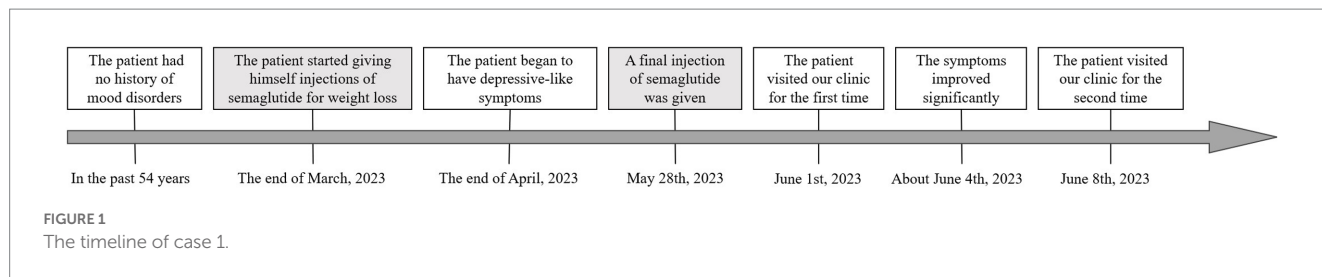 The patient had
no history of
mood disorders
The patient started giving
himself injections of
semaglutide for weight loss
The patient began to
have depressive-like
symptoms
A final injection
of semaglutide
was given
The patient
visited our clinic
for the first time
The symptoms
improved
significantly
The patient visited
our clinic for the
second time
In the past 54 years
The end of March, 2023
The end of April, 2023
May 28th, 2023
June 1st, 2023
About June 4th, 2023
June 8th, 2023
FIGURE 1
The timeline of case 1.